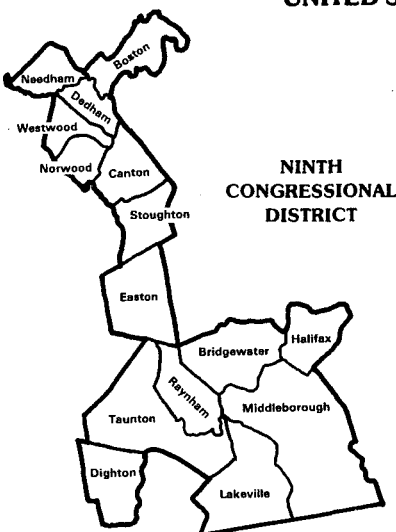 UNITED S
Boston
Needham
Dedham
Westwood
Norwood
Canton
Stoughton
NINTH
CONGRESSIONAL
DISTRICT
Easton
Bridgewater
Halifax
Raynham
Middleborough
Taunton
Dighton
Lakeville